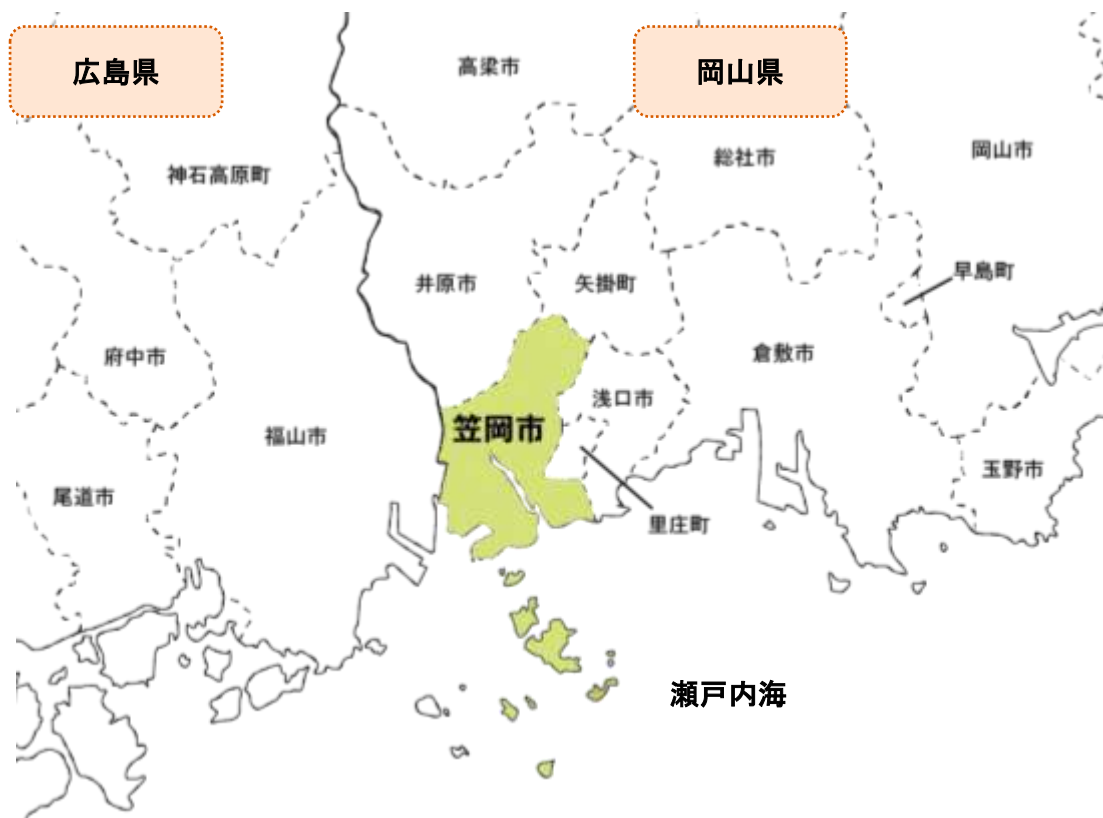 広島県
高梁市
岡山県
神石高原町
総社市
岡山市
井原市
矢掛町
早島町
府中市
倉敷市
浅口市
福山市
笠岡市
尾道市
玉野市
里庄町
瀬戸内海